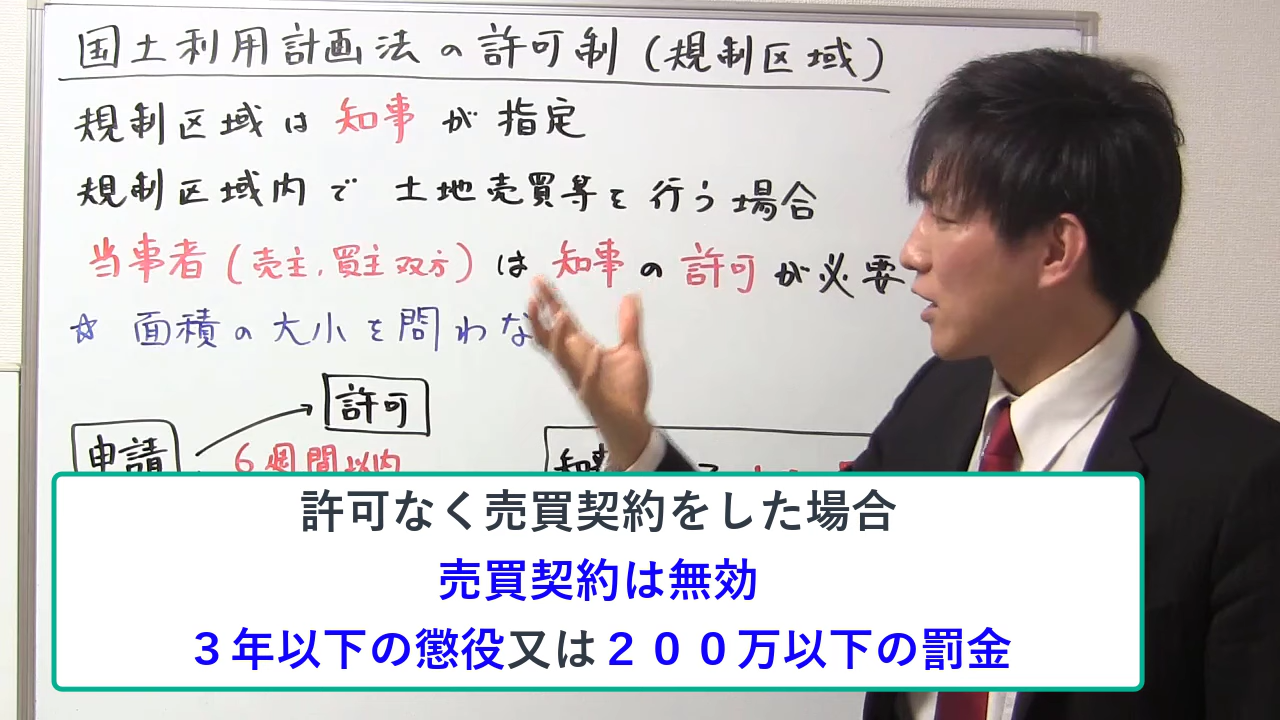 国土利用計画法の許可制(規制区域)
規制区域は 知事 が 指定
規制区域内で 土地売買等を行う場合
当事者(売主,買主双方)は 知事の許可が必要
☆ 面積の大小を問わな
許可
申請
6週間以内
許可なく売買契約をした場合
売買契約は無効
３年以下の懲役又は２００万以下の罰金